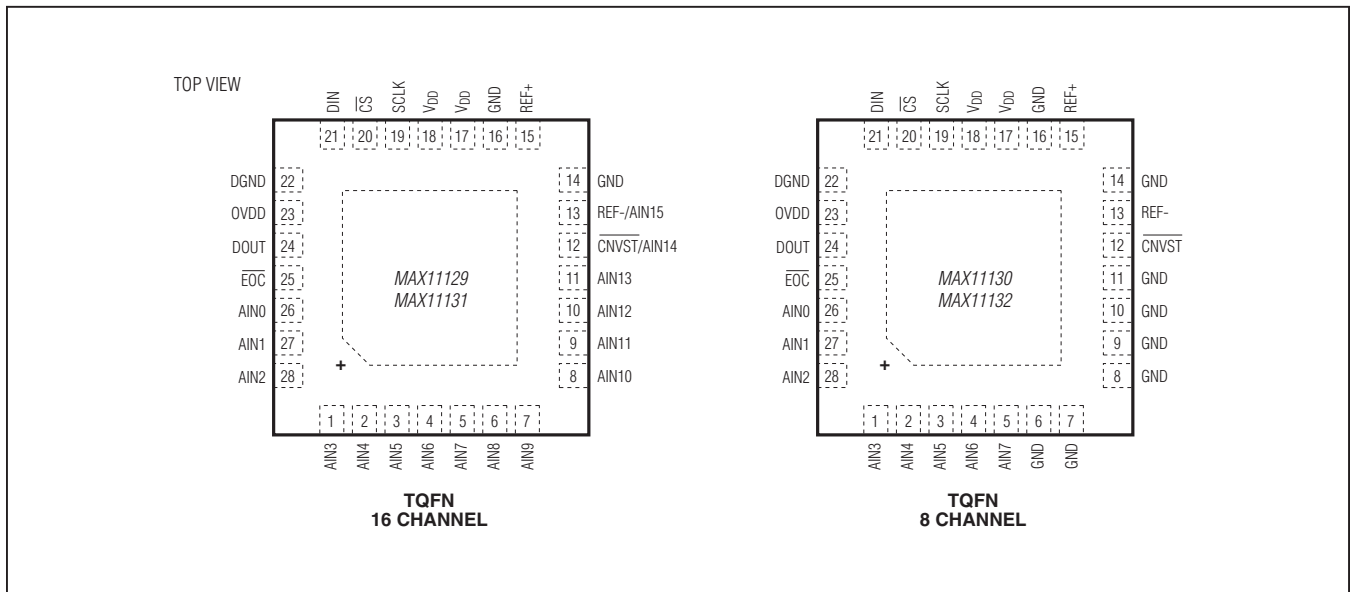 TOP VIEW
DIN
CS
SCLK
VDD
VDD
GND
REF+
21 20 19 18 17 16 15
DGND 22
OVDD 23
DOUT 24
EOC 25
AIN0 26
AIN1 27
AIN2 28
14 GND
13 REF-/AIN15
12 CNVST/AIN14
11 AIN13
10 AIN12
9 AIN11
8 AIN10
MAX11129
MAX11131
+
1 2 3 4 5 6 7
AIN3
AIN4
AIN5
AIN6
AIN7
AIN8
AIN9
TQFN
16 CHANNEL
DIN
CS
SCLK
VDD
VDD
GND
REF+
21 20 19 18 17 16 15
DGND 22
OVDD 23
DOUT 24
EOC 25
AIN0 26
AIN1 27
AIN2 28
14 GND
13 REF-
12 CNVST
11 GND
10 GND
9 GND
8 GND
MAX11130
MAX11132
+
1 2 3 4 5 6 7
AIN3
AIN4
AIN5
AIN6
AIN7
GND
GND
TQFN
8 CHANNEL